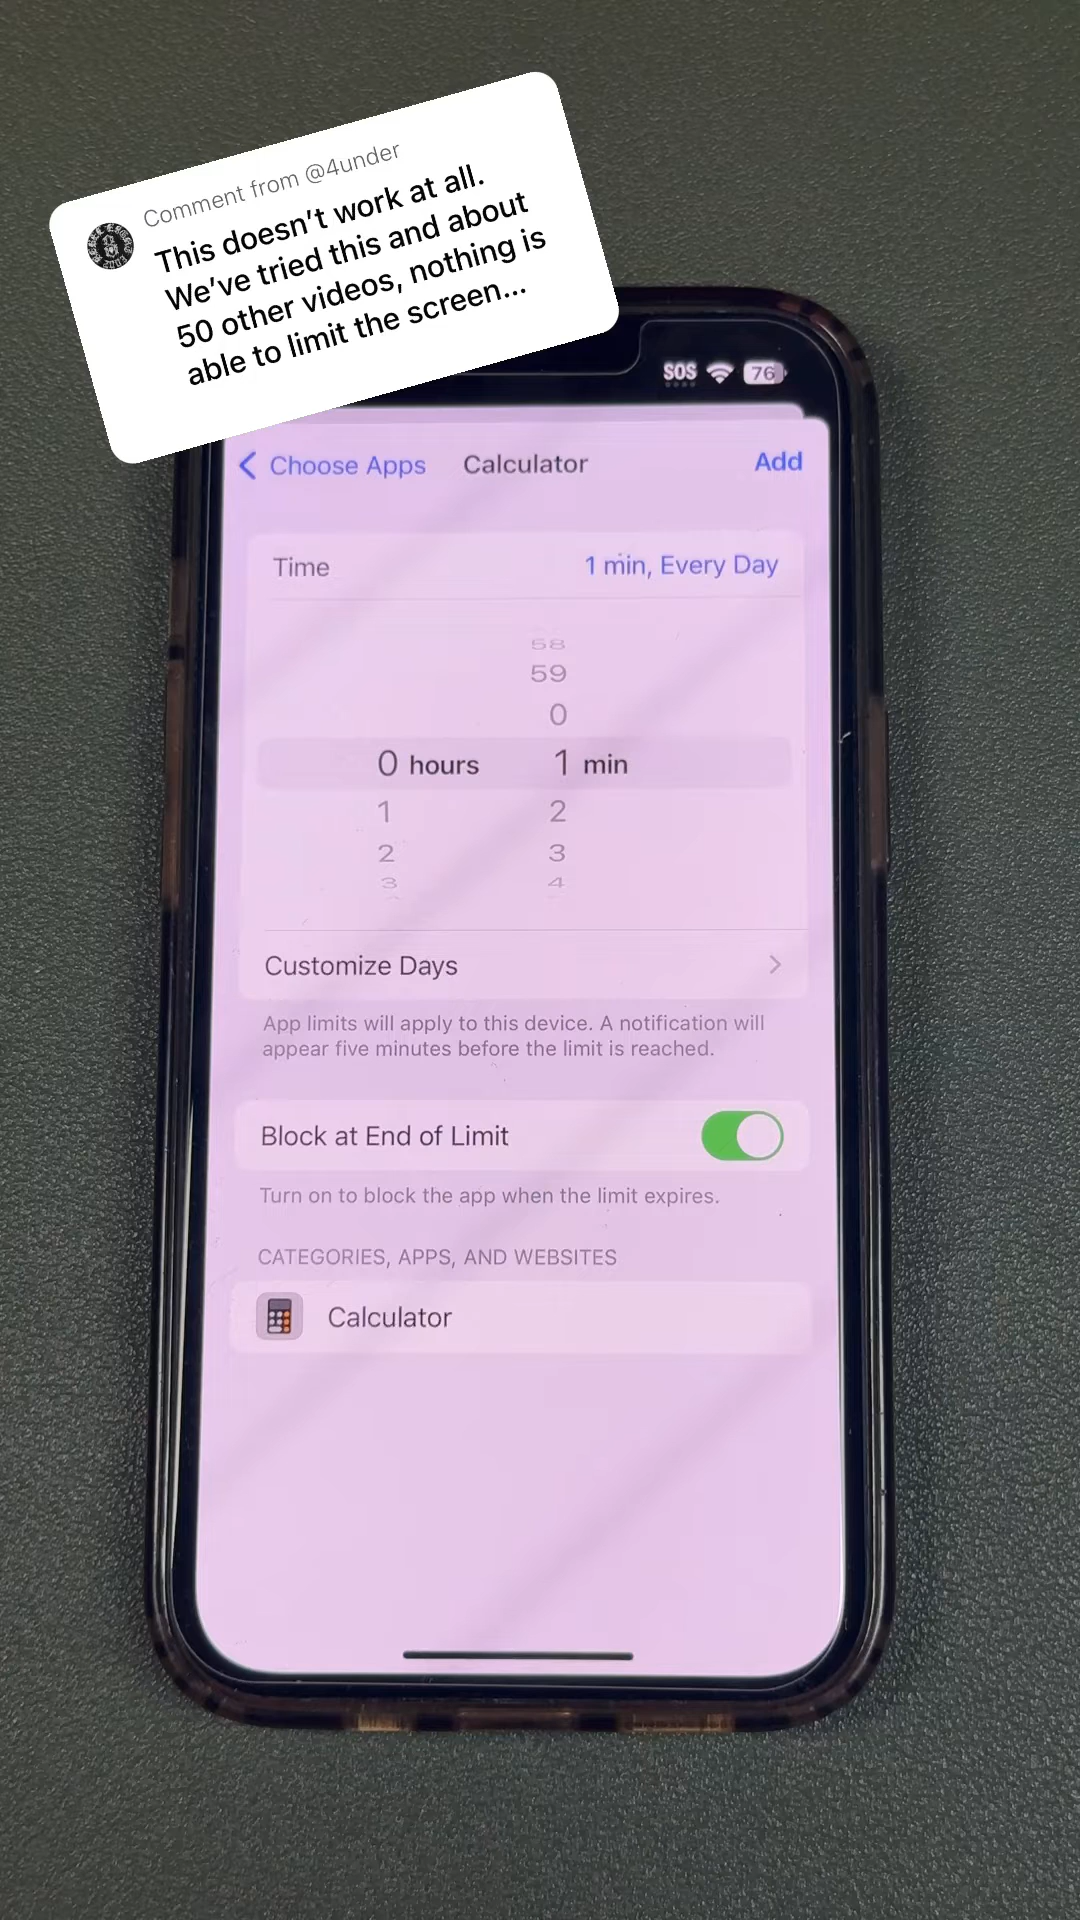 Comment from @4under
This doesn't work at all.
We've tried this and about
50 other videos, nothing is
able to limit the screen...
SOS
76
Choose Apps
Calculator
Add
Time
1 min, Every Day
58
59
0
0 hours
1 min
1
2
2
3
3
4
Customize Days
App limits will apply to this device. A notification will
appear five minutes before the limit is reached.
Block at End of Limit
Turn on to block the app when the limit expires.
CATEGORIES, APPS, AND WEBSITES
Calculator